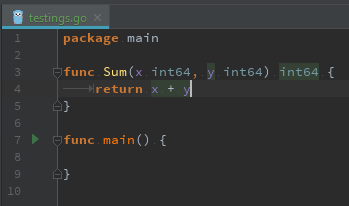 testings.go ×
1 package main
2
3 func Sum(x int64, y int64) int64 {
4     return x + y
5 }
6
7 func main() {
8
9 }
10